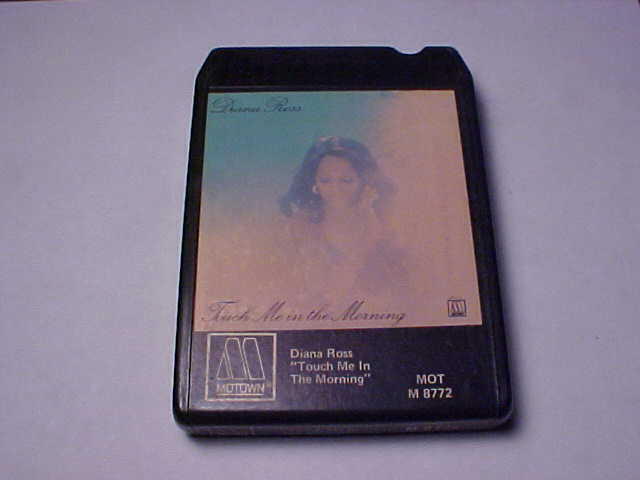 Diana Ross
Touch Me in the Morning
MOTOWN
Diana Ross
"Touch Me In
The Morning"
MOT
M 8772